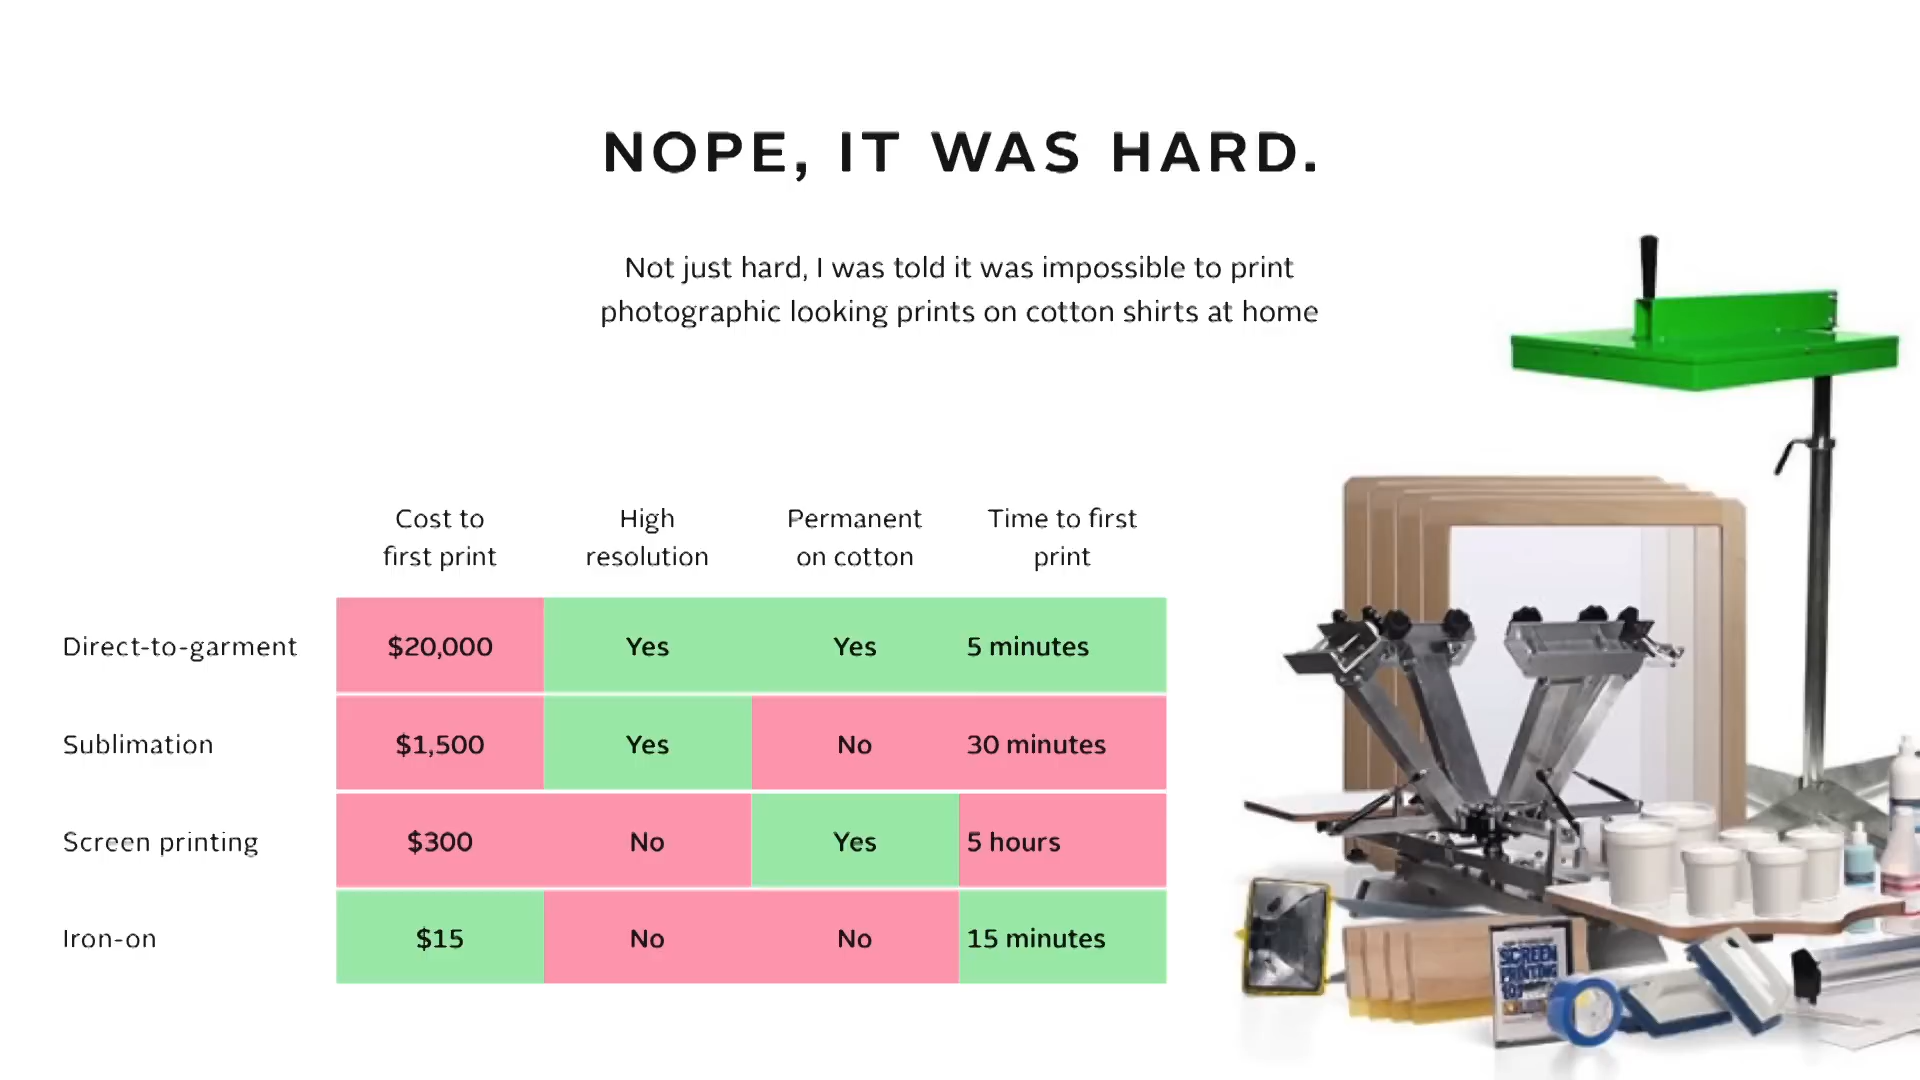 NOPE, IT WAS HARD.
Not just hard, I was told it was impossible to print
photographic looking prints on cotton shirts at home
Cost to first print High resolution Permanent on cotton Time to first print
Direct-to-garment $20,000 Yes Yes 5 minutes
Sublimation $1,500 Yes No 30 minutes
Screen printing $300 No Yes 5 hours
Iron-on $15 No No 15 minutes
SCREEN
PRINTING
101